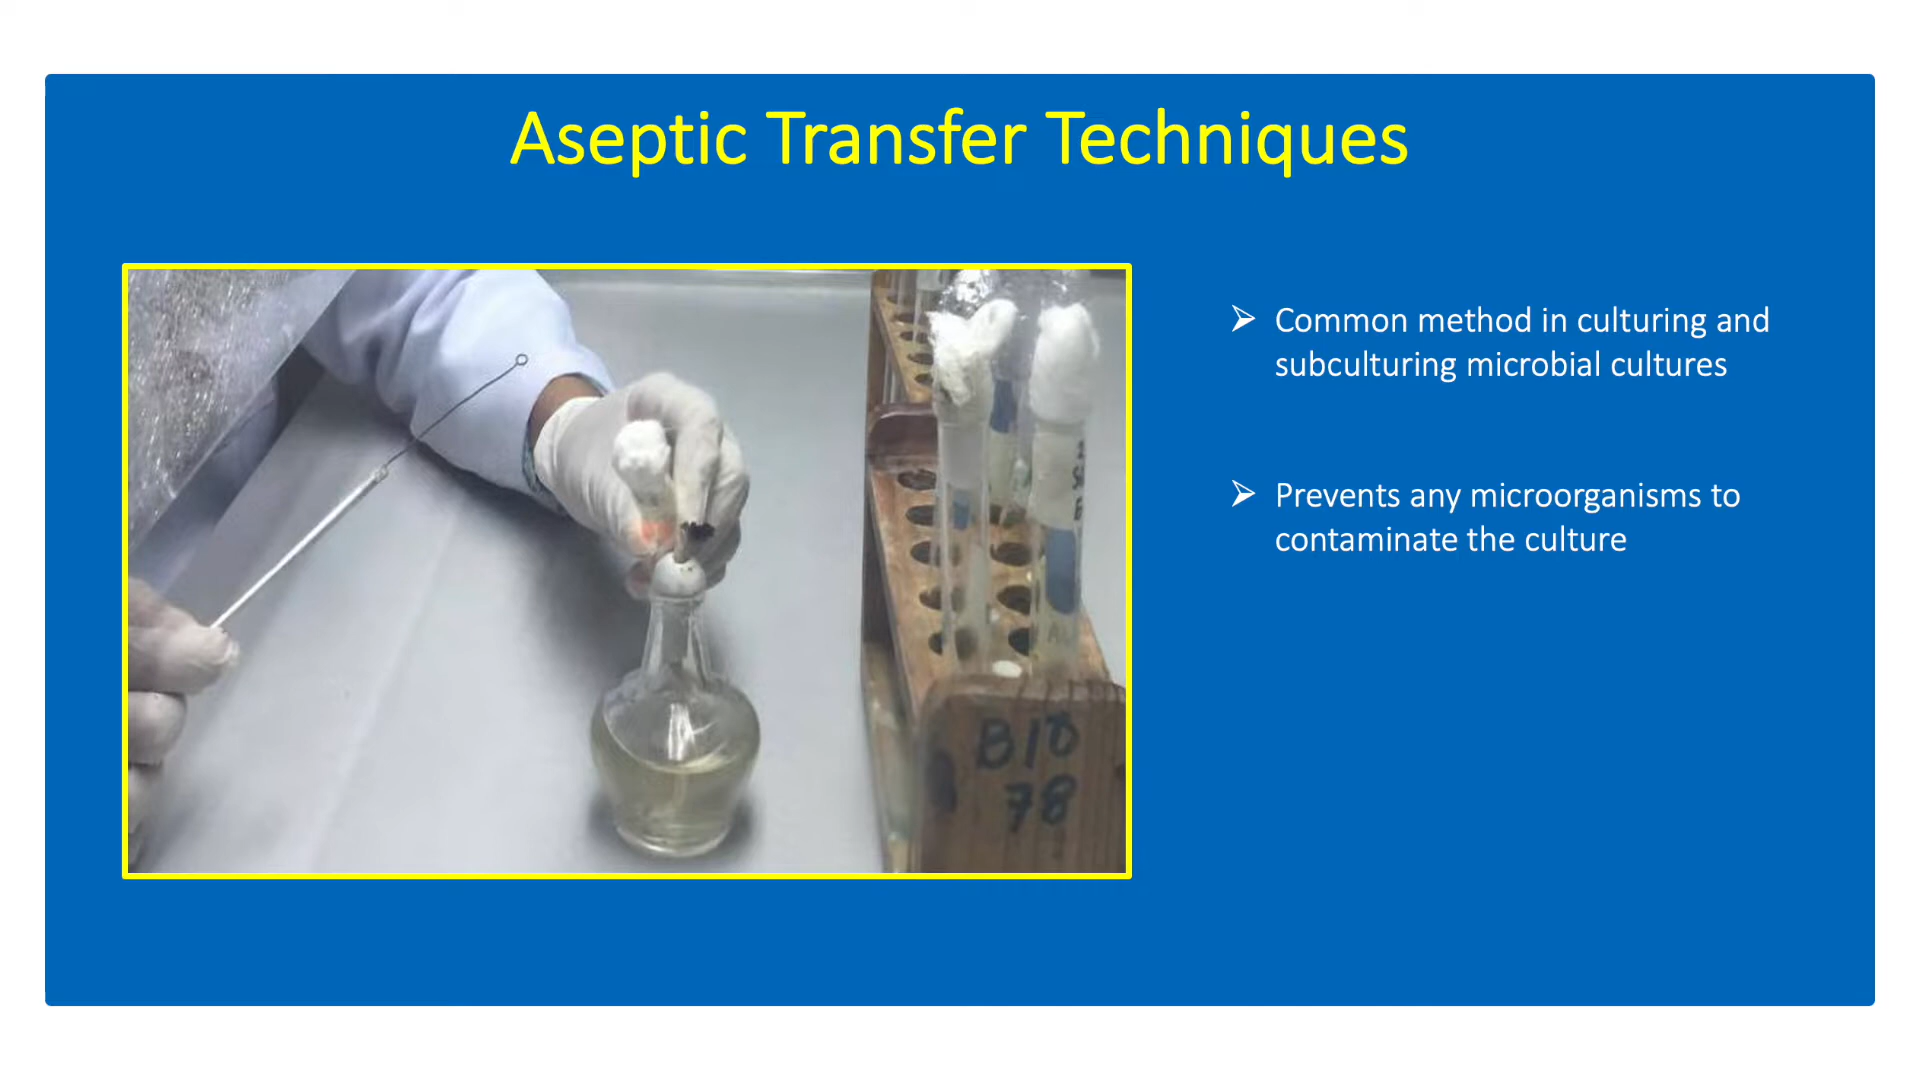 Aseptic Transfer Techniques
Common method in culturing and
subculturing microbial cultures
Prevents any microorganisms to
contaminate the culture
B10
78